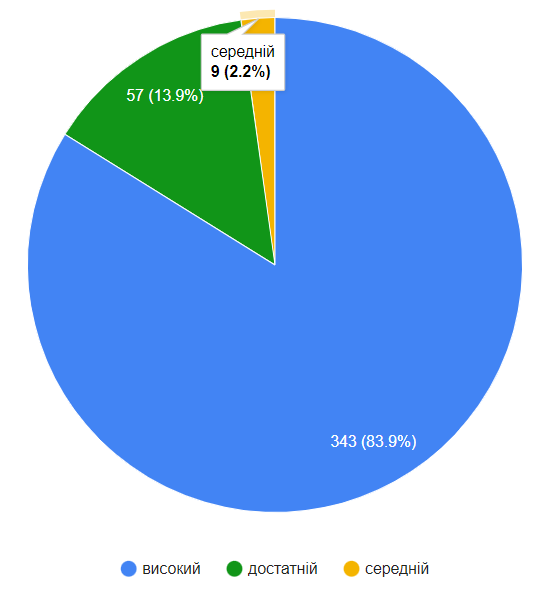 середній
9 (2.2%)
57 (13.9%)
343 (83.9%)
високий достатній середній